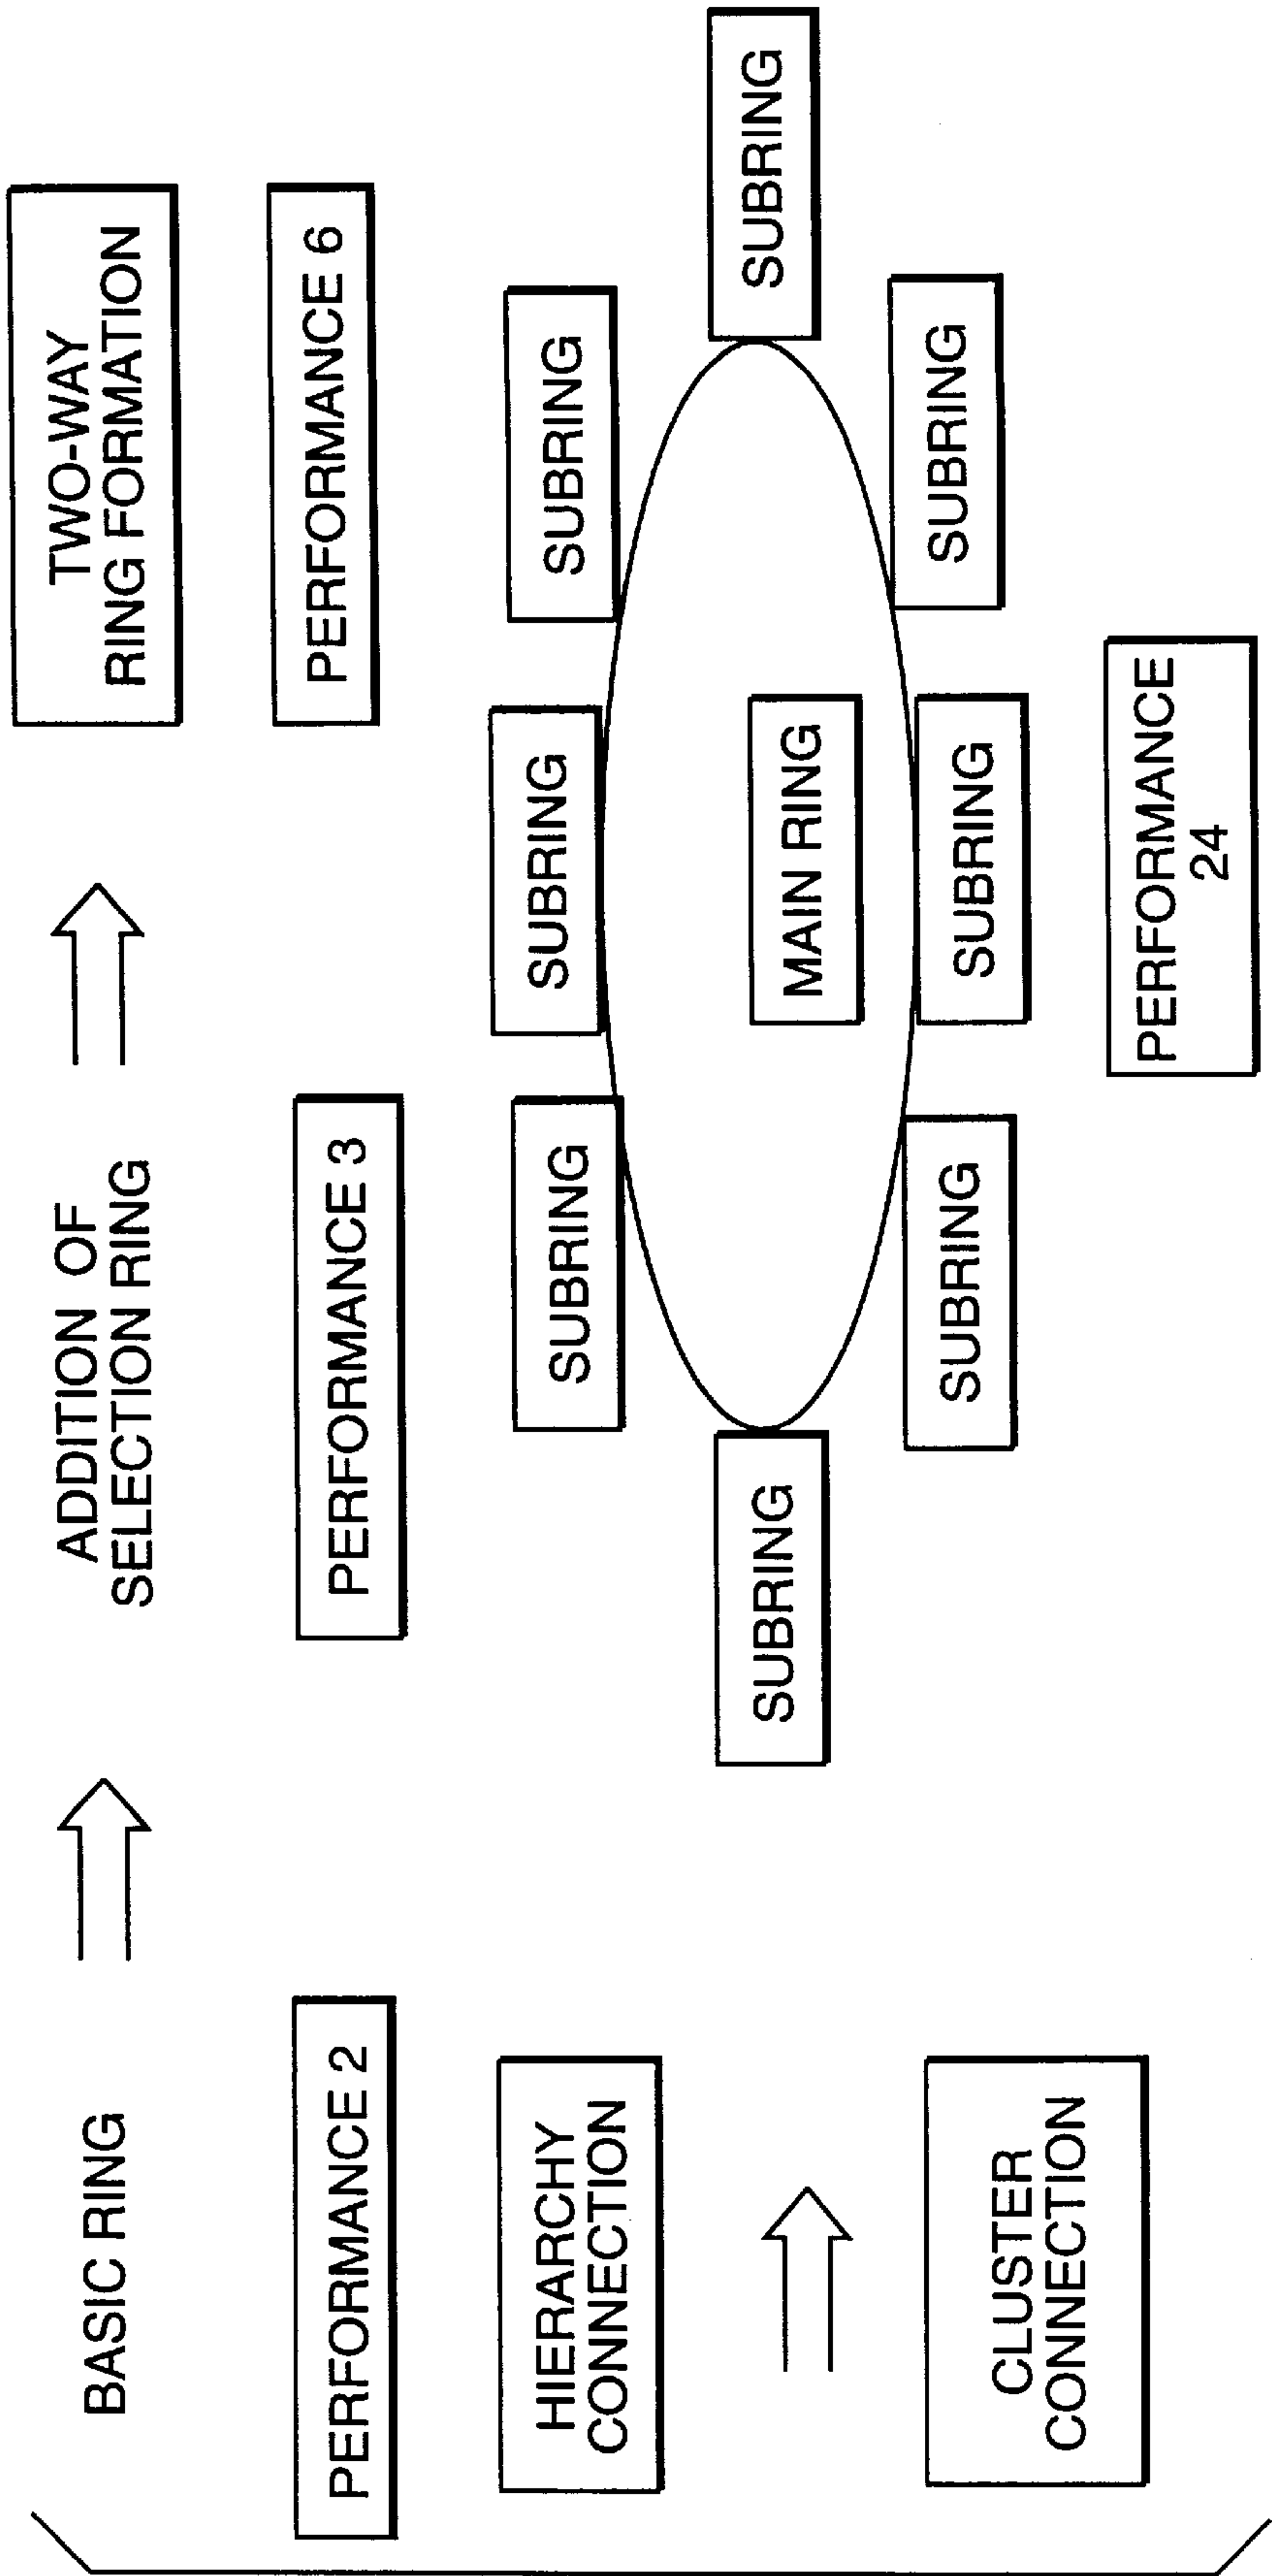 BASIC RING
ADDITION OF
SELECTION RING
TWO-WAY
RING FORMATION
PERFORMANCE 2
PERFORMANCE 3
PERFORMANCE 6
HIERARCHY
CONNECTION
CLUSTER
CONNECTION
SUBRING
SUBRING
SUBRING
SUBRING
SUBRING
MAIN RING
SUBRING
SUBRING
SUBRING
PERFORMANCE
24